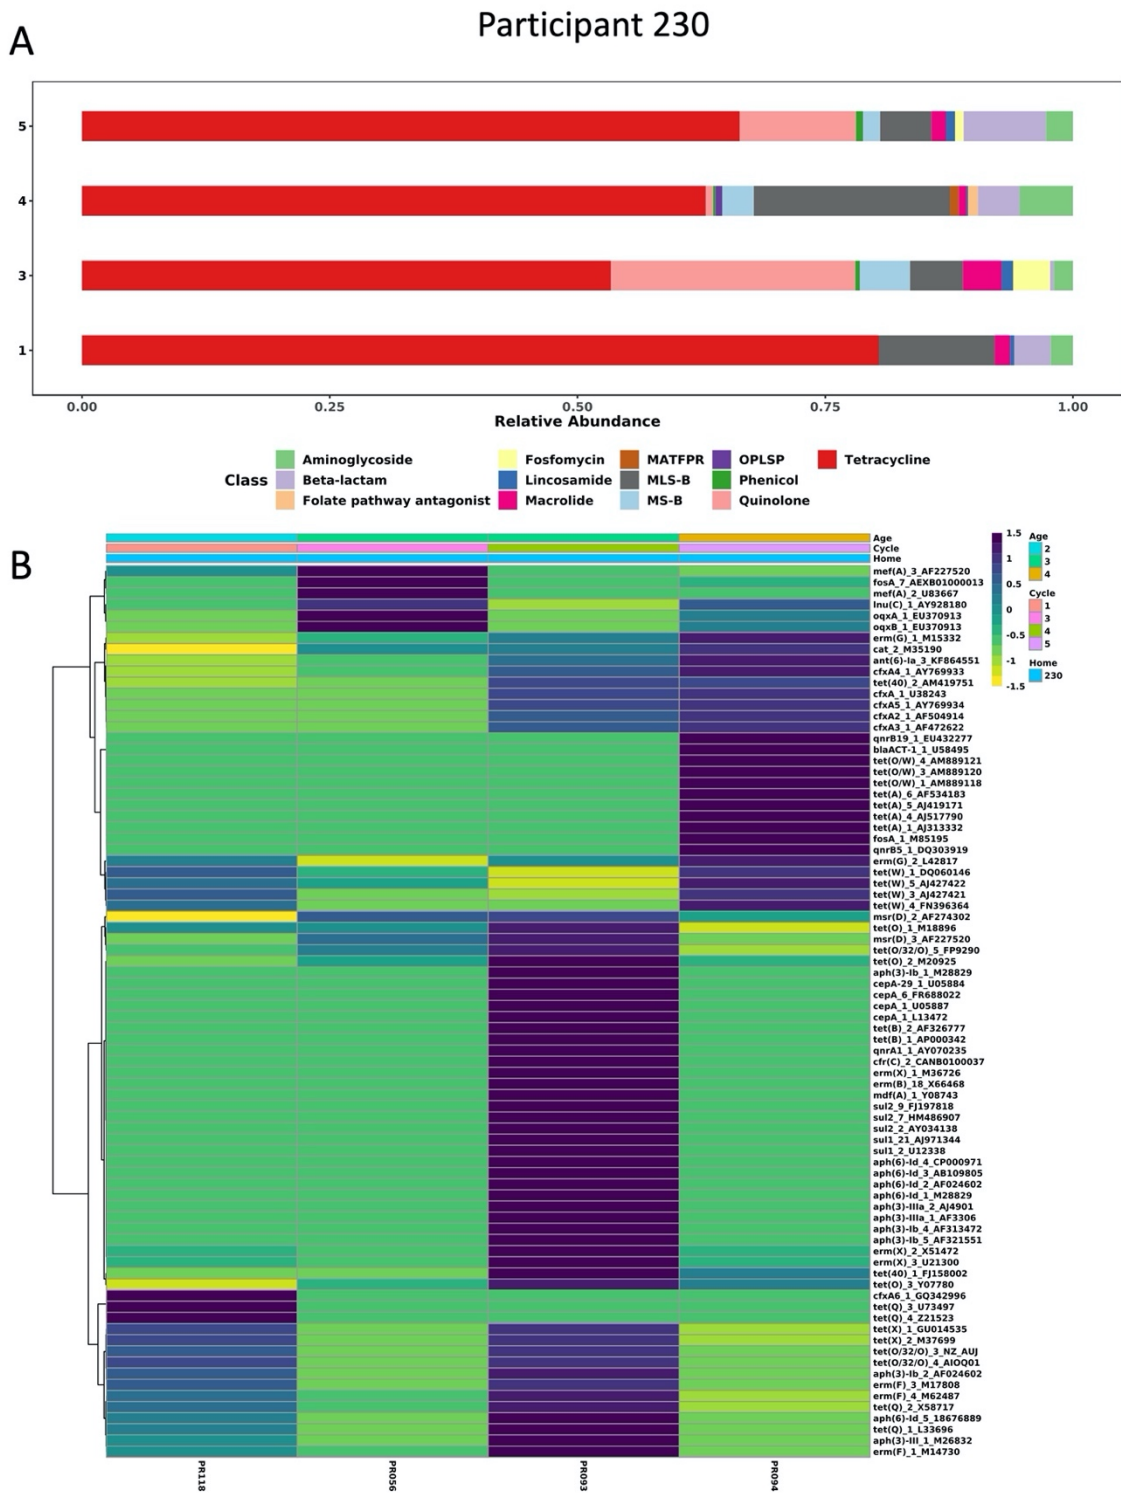 Participant 230
A
5
4
3
1
0.00 0.25 0.50 0.75 1.00
Relative Abundance
Class
Aminoglycoside Fosfomycin MATFPR OPLSP Tetracycline
Beta-lactam Lincosamide MLS-B Phenicol
Folate pathway antagonist Macrolide MS-B Quinolone
B
Age
Cycle
Home
mef(A)_3_AF227520
fosA_7_AEXB01000013
mef(A)_2_U83667
lnu(C)_1_AY928180
oqxA_1_EU370913
oqxB_1_EU370913
erm(G)_1_M15332
cat_2_M35190
ant(6)-Ia_3_KF864551
cfxA4_1_AY769933
tet(40)_2_AM419751
cfxA_1_U38243
cfxA5_1_AY769934
cfxA2_1_AF504914
cfxA3_1_AF472622
qnrB19_1_EU432277
blaACT-1_1_U58495
tet(O/W)_4_AM889121
tet(O/W)_3_AM889120
tet(O/W)_1_AM889118
tet(A)_6_AF534183
tet(A)_5_AJ419171
tet(A)_4_AJ517790
tet(A)_1_AJ313332
fosA_1_M85195
qnrB5_1_DQ303919
erm(G)_2_L42817
tet(W)_1_DQ060146
tet(W)_5_AJ427422
tet(W)_3_AJ427421
tet(W)_4_FN396364
msr(D)_2_AF274302
tet(O)_1_M18896
msr(D)_3_AF227520
tet(O/32/O)_5_FP9290
tet(O)_2_M20925
aph(3)-Ib_1_M28829
cepA-29_1_U05884
cepA_6_FR688022
cepA_1_U05887
cepA_1_L13472
tet(B)_2_AF326777
tet(B)_1_AP000342
qnrA1_1_AY070235
cfr(C)_2_CANB0100037
erm(X)_1_M36726
erm(B)_18_X66468
mdf(A)_1_Y08743
sul2_9_FJ197818
sul2_7_HM486907
sul2_2_AY034138
sul1_21_AJ971344
sul1_2_U12338
aph(6)-Id_4_CP000971
aph(6)-Id_3_AB109805
aph(6)-Id_2_AF024602
aph(6)-Id_1_M28829
aph(3)-IIIa_2_AJ4901
aph(3)-IIIa_1_AF3306
aph(3)-Ib_4_AF313472
aph(3)-Ib_5_AF321551
erm(X)_2_X51472
erm(X)_3_U21300
tet(40)_1_FJ158002
tet(O)_3_Y07780
cfxA6_1_GQ342996
tet(Q)_3_U73497
tet(Q)_4_Z21523
tet(X)_1_GU014535
tet(X)_2_M37699
tet(O/32/O)_3_NZ_AUJ
tet(O/32/O)_4_AIOQ01
aph(3)-Ib_2_AF024602
erm(F)_3_M17808
erm(F)_4_M62487
tet(Q)_2_X58717
aph(6)-Id_5_18676889
tet(Q)_1_L33696
aph(3)-III_1_M26832
erm(F)_1_M14730
PR118
PR056
PR093
PR094
1.5
1
0.5
0
-0.5
-1
-1.5
Age
2
3
4
Cycle
1
3
4
5
Home
230